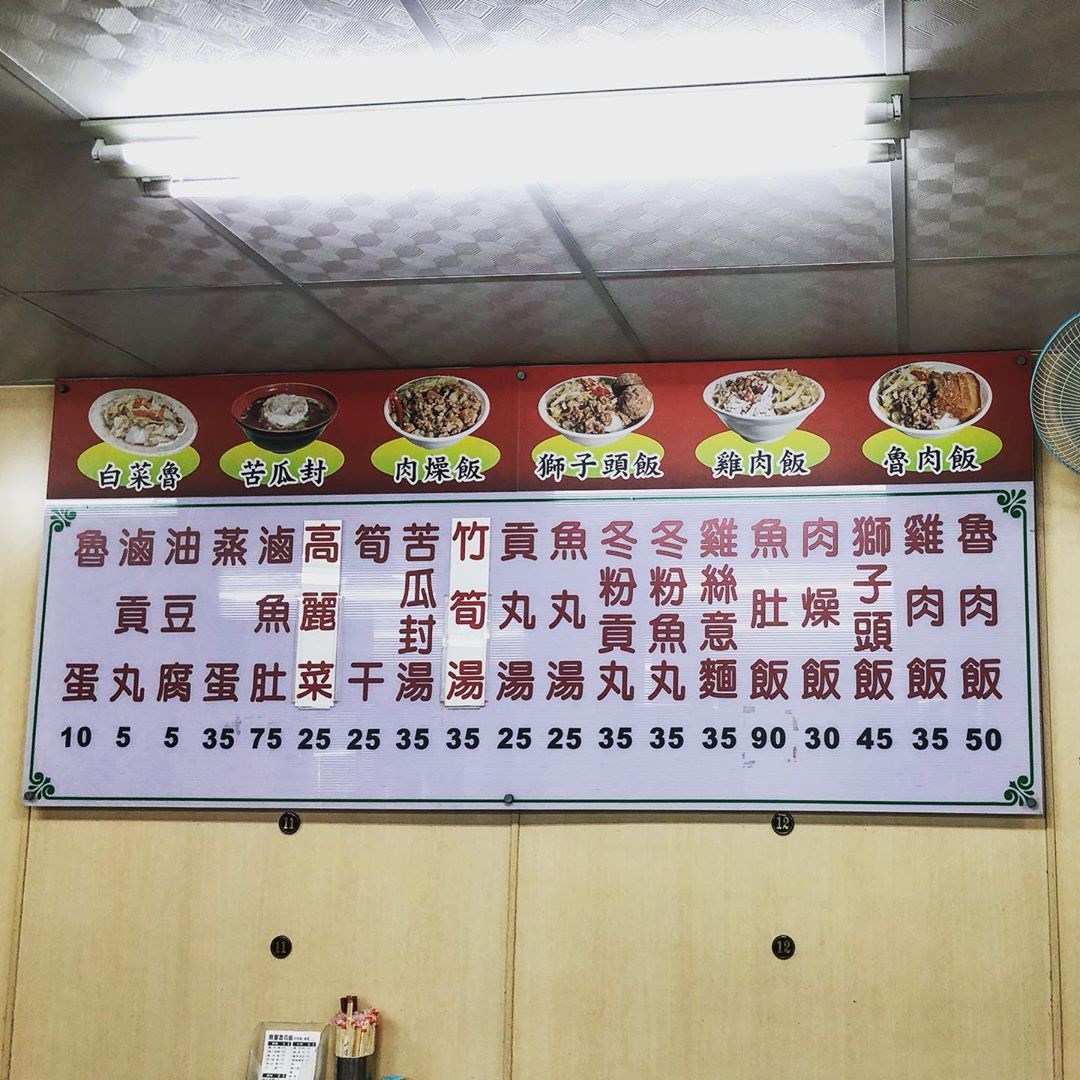 白菜魯
苦瓜封
肉燥飯
獅子頭飯
雞肉飯
魯肉飯
魯肉飯 50
雞肉飯 35
獅子頭飯 45
肉燥飯 30
魚肚飯 90
雞絲意麵 35
冬粉魚丸 35
冬粉貢丸 35
魚丸湯 25
貢丸湯 25
竹筍湯 35
苦瓜封湯 35
筍干 25
高麗菜 25
滷魚肚 75
蒸蛋 35
油豆腐 5
滷貢丸 5
魯蛋 10
11
12
11
12